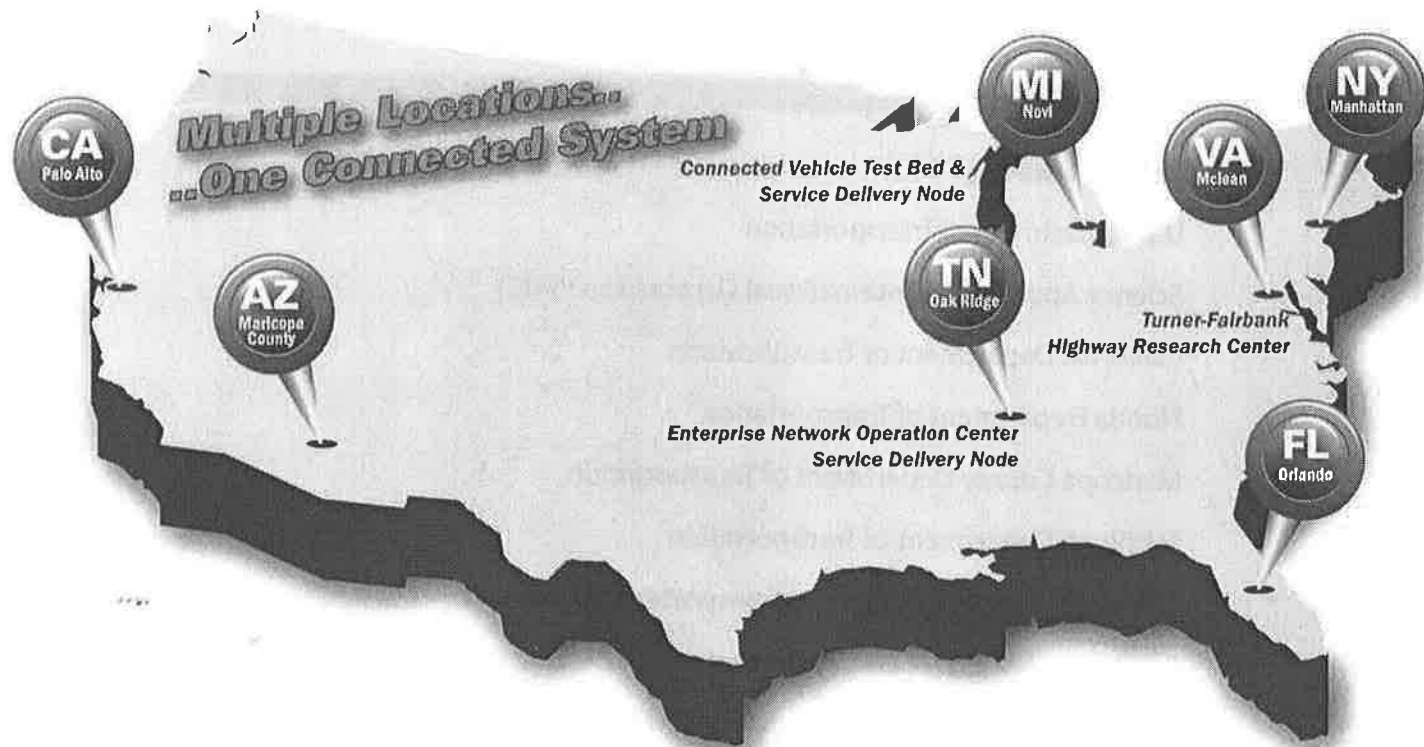 Multiple Locations..
..One Connected System
CA
Palo Alto
AZ
Maricopa
County
MI
Novi
Connected Vehicle Test Bed &
Service Delivery Node
NY
Manhattan
VA
Mclean
Turner-Fairbank
Highway Research Center
TN
Oak Ridge
Enterprise Network Operation Center
Service Delivery Node
FL
Orlando